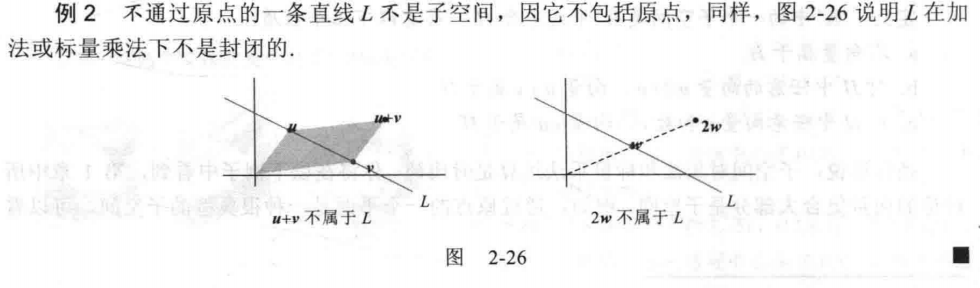 例2 不通过原点的一条直线 L 不是子空间，因它不包括原点，同样，图 2-26 说明 L 在加
法或标量乘法下不是封闭的.
u
u+v
v
L
u+v 不属于 L
2w
w
L
2w 不属于 L
图 2-26